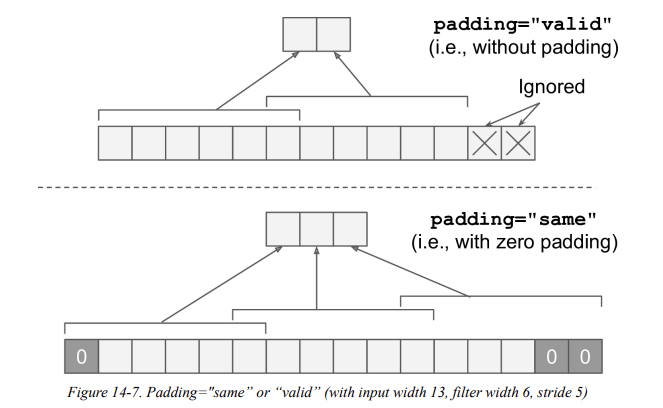 padding="valid"
(i.e., without padding)
Ignored
padding="same"
(i.e., with zero padding)
0 0 0
Figure 14-7. Padding="same” or “valid” (with input width 13, filter width 6, stride 5)